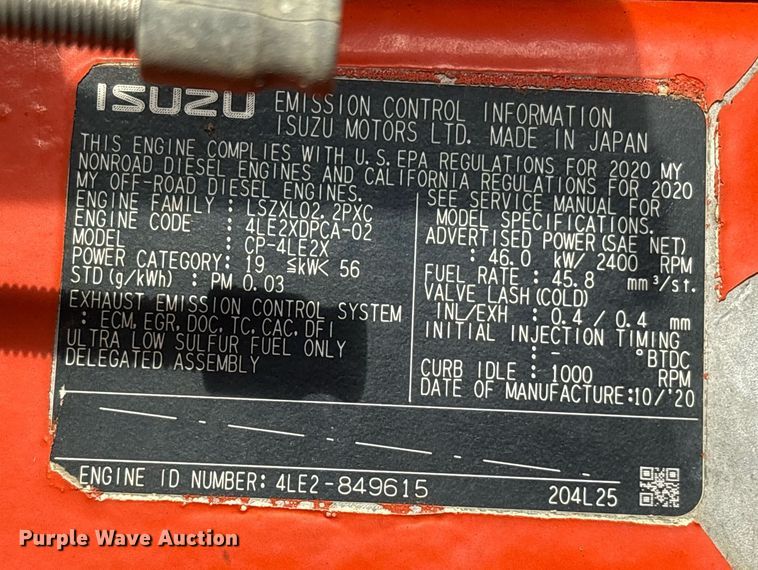 ISUZU EMISSION CONTROL INFORMATION
ISUZU MOTORS LTD. MADE IN JAPAN
THIS ENGINE COMPLIES WITH U.S. EPA REGULATIONS FOR 2020 MY
NONROAD DIESEL ENGINES AND CALIFORNIA REGULATIONS FOR 2020
MY OFF-ROAD DIESEL ENGINES.
ENGINE FAMILY : LSZXL02.2PXC
ENGINE CODE : 4LE2XDPCA-02
MODEL : CP-4LE2X
POWER CATEGORY: 19 ≦kW< 56
STD (g/kWh) : PM 0.03
EXHAUST EMISSION CONTROL SYSTEM
: ECM, EGR, DOC, TC, CAC, DFI
ULTRA LOW SULFUR FUEL ONLY
DELEGATED ASSEMBLY
SEE SERVICE MANUAL FOR
MODEL SPECIFICATIONS.
ADVERTISED POWER (SAE NET)
: 46.0 kW/ 2400 RPM
FUEL RATE : 45.8 mm³/st.
VALVE LASH (COLD)
INL/EXH : 0.4 / 0.4 mm
INITIAL INJECTION TIMING
: - °BTDC
CURB IDLE : 1000 RPM
DATE OF MANUFACTURE:10/'20
ENGINE ID NUMBER: 4LE2-849615
204L25
Purple Wave Auction